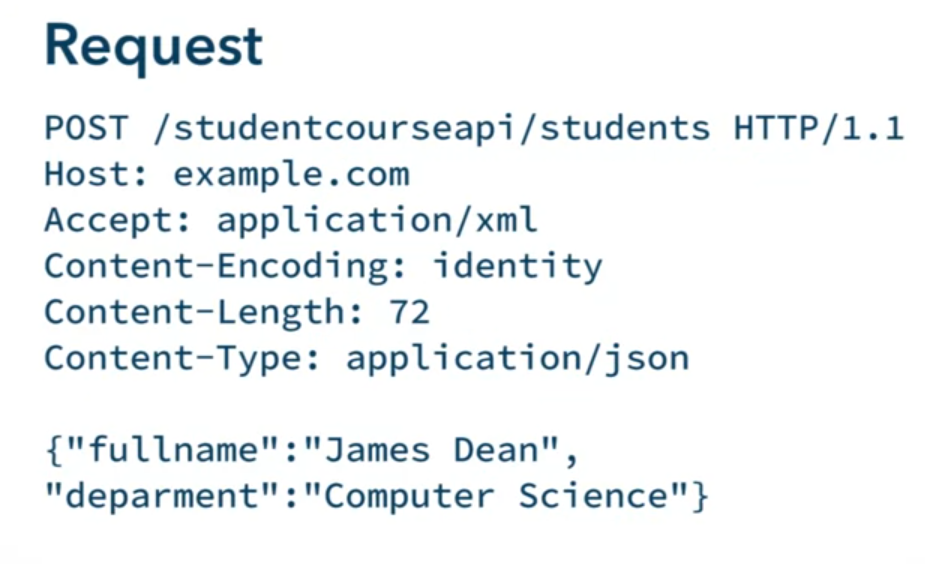 Request
POST /studentcourseapi/students HTTP/1.1
Host: example.com
Accept: application/xml
Content-Encoding: identity
Content-Length: 72
Content-Type: application/json
{"fullname":"James Dean",
"deparment":"Computer Science"}